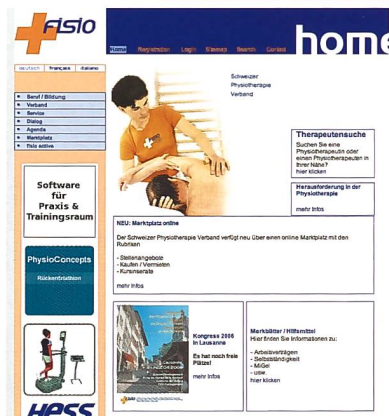 fisio
home
Home Registration Login Sitemap Search Contact
deutsch français italiano
Schweizer
Physiotherapie
Verband
Beruf / Bildung
Verband
Service
Dialog
Agenda
Marktplatz
fisio active
Therapeutensuche
Suchen Sie eine
Physiotherapeutin oder
einen Physiotherapeuten in
Ihrer Nähe?
hier klicken
Software
für
Praxis &
Trainingsraum
Herausforderung in der
Physiotherapie
mehr Infos
NEU: Marktplatz online
Der Schweizer Physiotherapie Verband verfügt neu über einen online Marktplatz mit den
Rubriken
- Stellenangebote
- Kaufen / Vermieten
- Kursinserate
mehr Infos
PhysioConcepts
Rückentriathlon
Kongress 2006
in Lausanne
Es hat noch freie
Plätze!
mehr Infos
Merkblätter / Hilfsmittel
Hier finden Sie Informationen zu:
- Arbeitsverträgen
- Selbständigkeit
- MiGel
- usw.
hier klicken
HESS